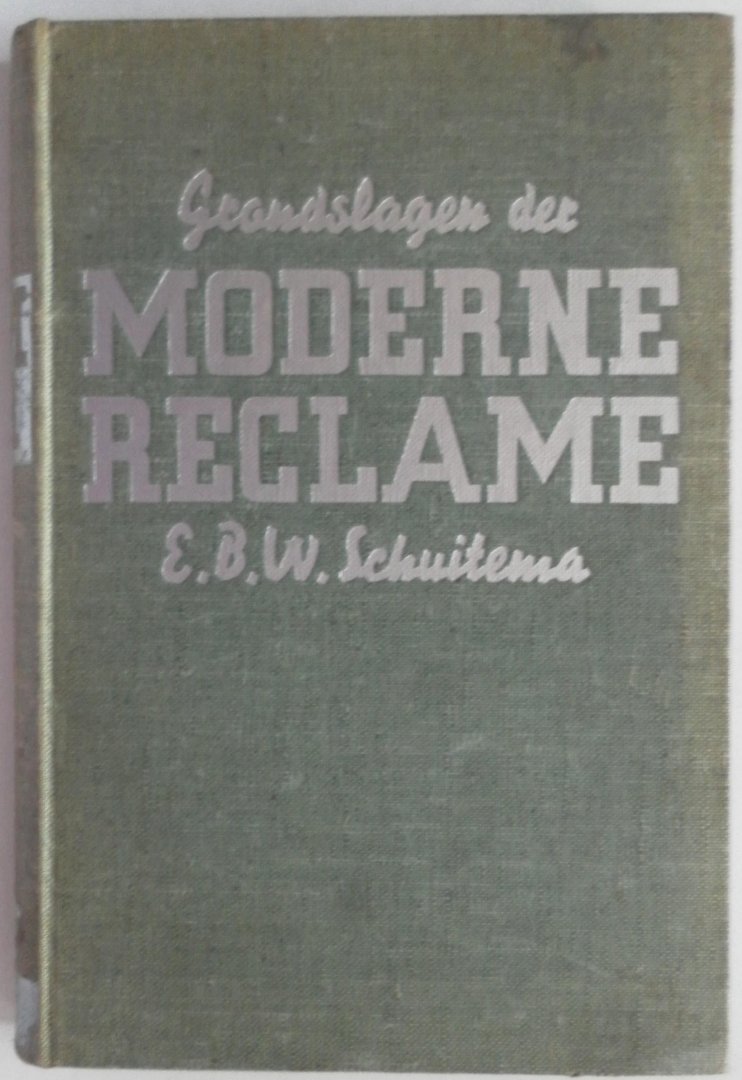 Grondslagen der
MODERNE
RECLAME
E.B.W. Schuitema